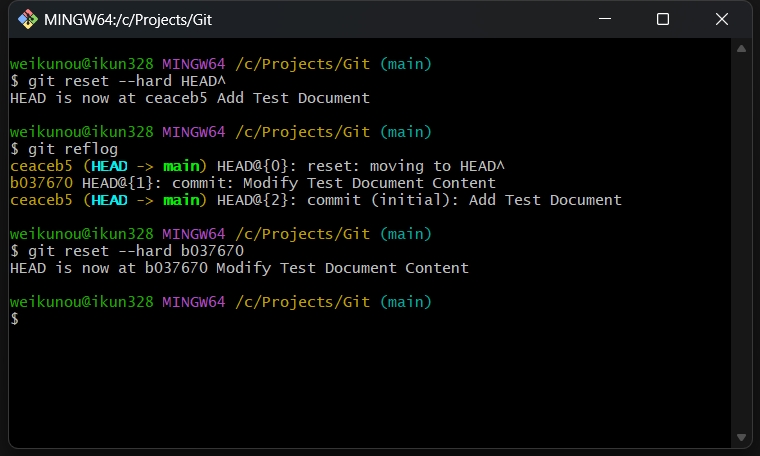 MINGW64:/c/Projects/Git
weikunou@ikun328 MINGW64 /c/Projects/Git (main)
$ git reset --hard HEAD^
HEAD is now at ceaceb5 Add Test Document
weikunou@ikun328 MINGW64 /c/Projects/Git (main)
$ git reflog
ceaceb5 (HEAD -> main) HEAD@{0}: reset: moving to HEAD^
b037670 HEAD@{1}: commit: Modify Test Document Content
ceaceb5 (HEAD -> main) HEAD@{2}: commit (initial): Add Test Document
weikunou@ikun328 MINGW64 /c/Projects/Git (main)
$ git reset --hard b037670
HEAD is now at b037670 Modify Test Document Content
weikunou@ikun328 MINGW64 /c/Projects/Git (main)
$